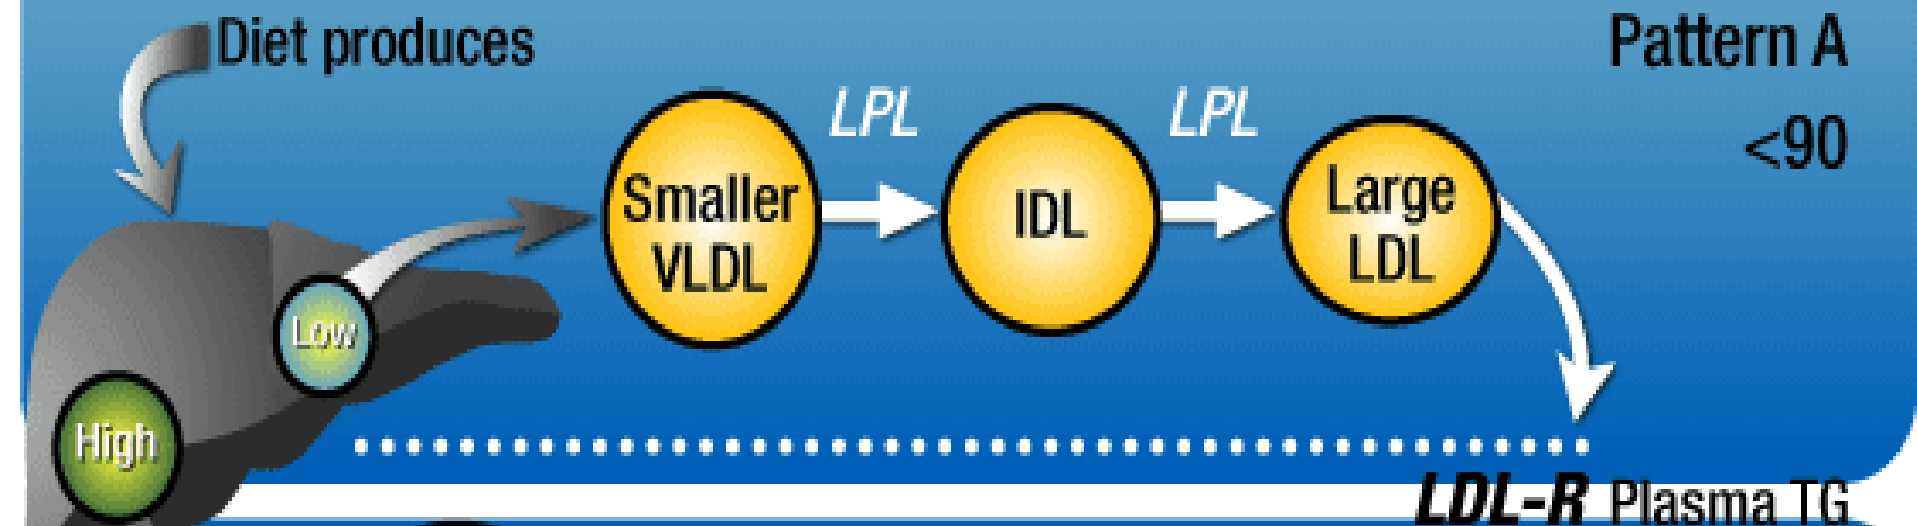 Diet produces
Pattern A
<90
LPL
LPL
Smaller
VLDL
IDL
Large
LDL
Low
High
LDL-R Plasma TG